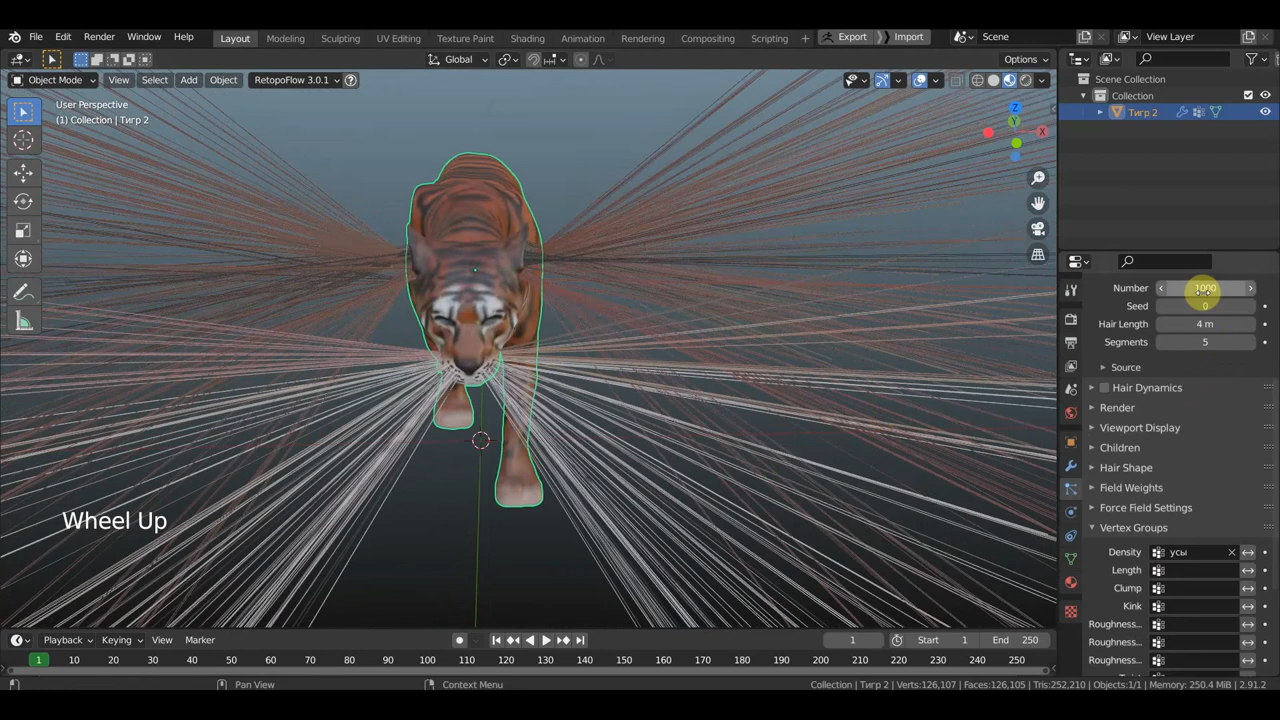 File Edit Render Window Help Layout Modeling Sculpting UV Editing Texture Paint Shading Animation Rendering Compositing Scripting + Export Import Scene View Layer
Global Options
Object Mode View Select Add Object RetopoFlow 3.0.1
User Perspective
(1) Collection | Тигр 2
Z
Y
X
Scene Collection
Collection
Тигр 2
Number 1000
Seed 0
Hair Length 4 m
Segments 5
Source
Hair Dynamics
Render
Viewport Display
Children
Hair Shape
Field Weights
Force Field Settings
Vertex Groups
Density усы
Length
Clump
Kink
Roughness...
Roughness...
Roughness...
Wheel Up
Playback Keying View Marker 1 Start 1 End 250
1 10 20 30 40 50 60 70 80 90 100 110 120 130 140 150 160 170 180 190 200 210 220 230 240 250
Pan View Context Menu Collection | Тигр 2 | Verts:126,107 | Faces:126,105 | Tris:252,210 | Objects:1/1 | Memory: 250.4 MiB | 2.91.2